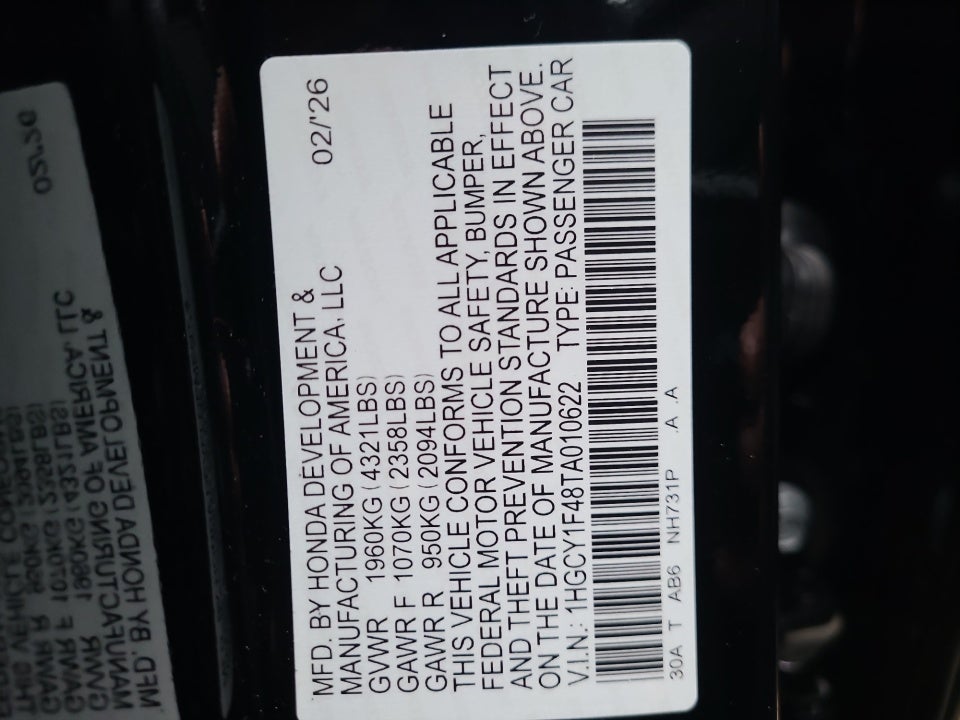 MFD. BY HONDA DEVELOPMENT &
MANUFACTURING OF AMERICA, LLC 02/'26
GVWR 1960KG (4321LBS)
GAWR F 1070KG (2358LBS)
GAWR R 950KG (2094LBS)
THIS VEHICLE CONFORMS TO ALL APPLICABLE
FEDERAL MOTOR VEHICLE SAFETY, BUMPER,
AND THEFT PREVENTION STANDARDS IN EFFECT
ON THE DATE OF MANUFACTURE SHOWN ABOVE.
V.I.N.: 1HGCY1F48TA010622 TYPE: PASSENGER CAR
30A T AB6 NH731P .A .A